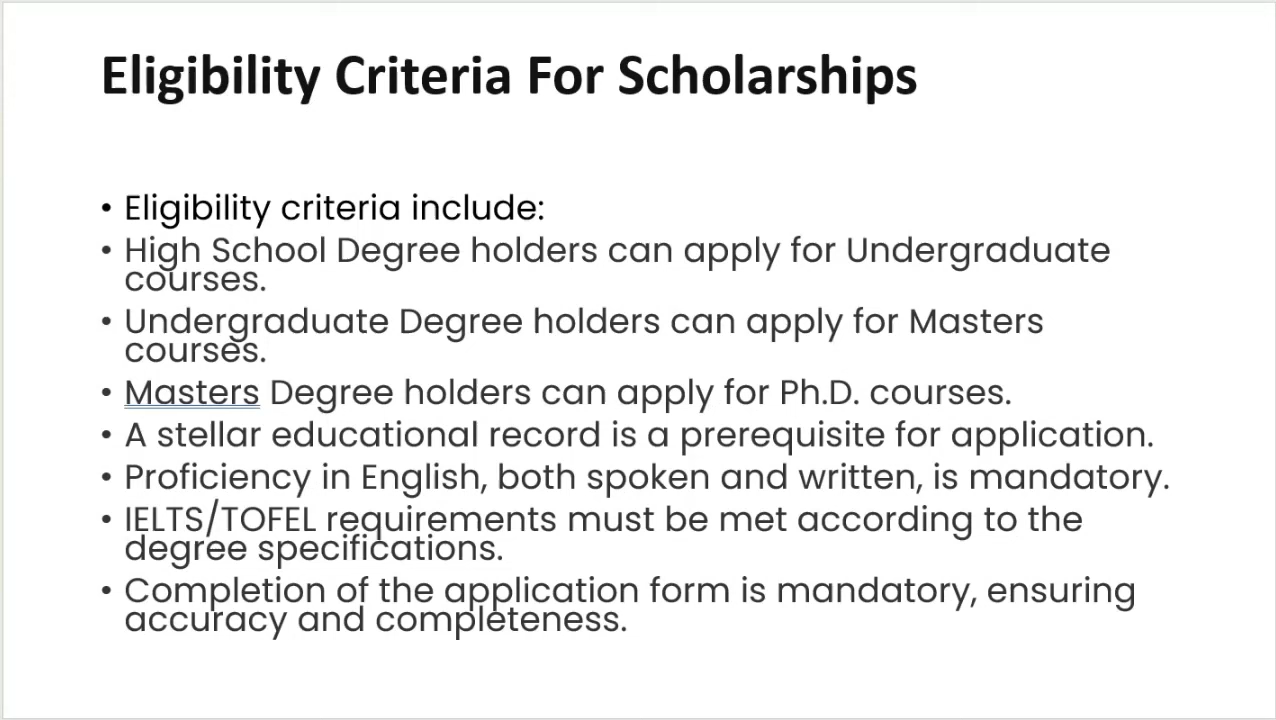 Eligibility Criteria For Scholarships
• Eligibility criteria include:
• High School Degree holders can apply for Undergraduate
courses.
• Undergraduate Degree holders can apply for Masters
courses.
• Masters Degree holders can apply for Ph.D. courses.
• A stellar educational record is a prerequisite for application.
• Proficiency in English, both spoken and written, is mandatory.
• IELTS/TOFEL requirements must be met according to the
degree specifications.
• Completion of the application form is mandatory, ensuring
accuracy and completeness.